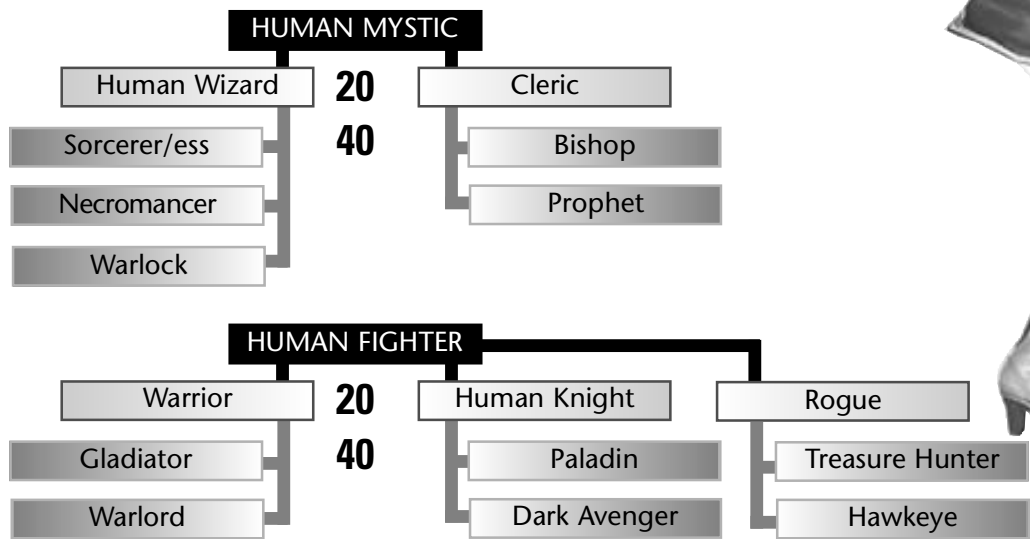 HUMAN MYSTIC
Human Wizard 20 Cleric
Sorcerer/ess 40 Bishop
Necromancer Prophet
Warlock
HUMAN FIGHTER
Warrior 20 Human Knight Rogue
Gladiator 40 Paladin Treasure Hunter
Warlord Dark Avenger Hawkeye